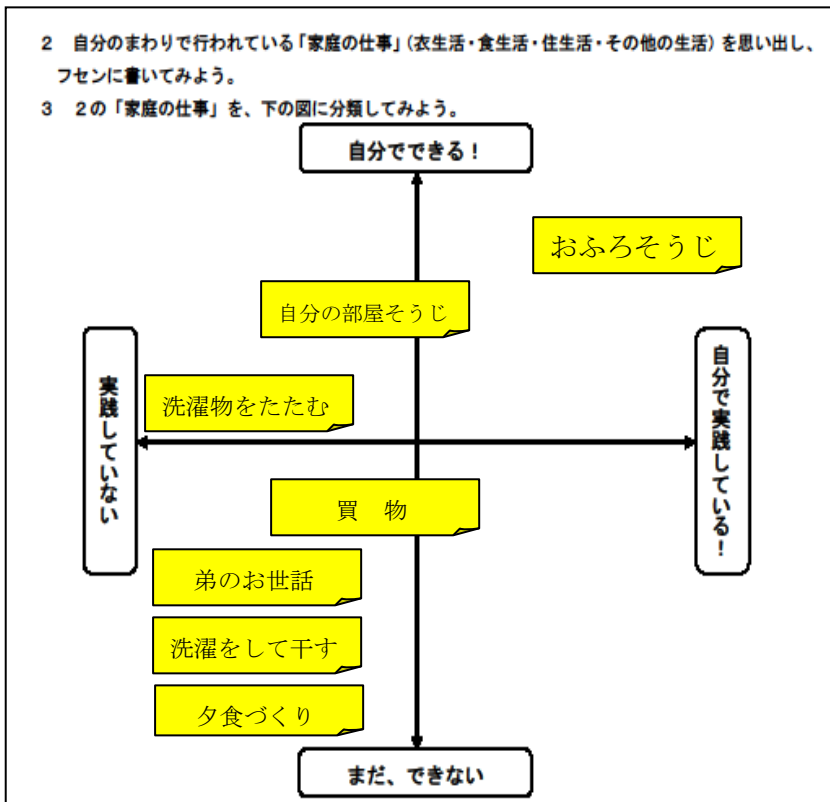 2 自分のまわりで行われている「家庭の仕事」(衣生活・食生活・住生活・その他の生活)を思い出し、
フセンに書いてみよう。
3 2の「家庭の仕事」を、下の図に分類してみよう。
自分でできる!
おふろそうじ
自分の部屋そうじ
実践していない
洗濯物をたたむ
自分で実践している!
買 物
弟のお世話
洗濯をして干す
夕食づくり
まだ、できない